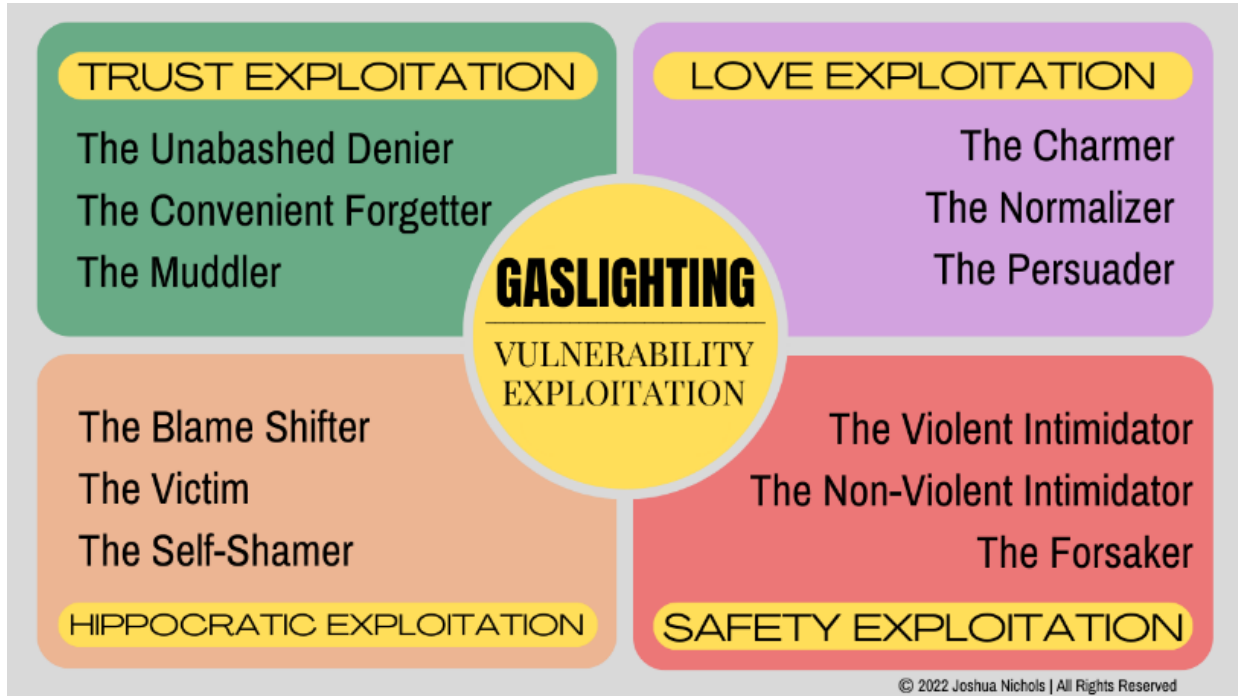 TRUST EXPLOITATION
The Unabashed Denier
The Convenient Forgetter
The Muddler
LOVE EXPLOITATION
The Charmer
The Normalizer
The Persuader
GASLIGHTING
VULNERABILITY
EXPLOITATION
The Blame Shifter
The Victim
The Self-Shamer
HIPPOCRATIC EXPLOITATION
The Violent Intimidator
The Non-Violent Intimidator
The Forsaker
SAFETY EXPLOITATION
© 2022 Joshua Nichols | All Rights Reserved